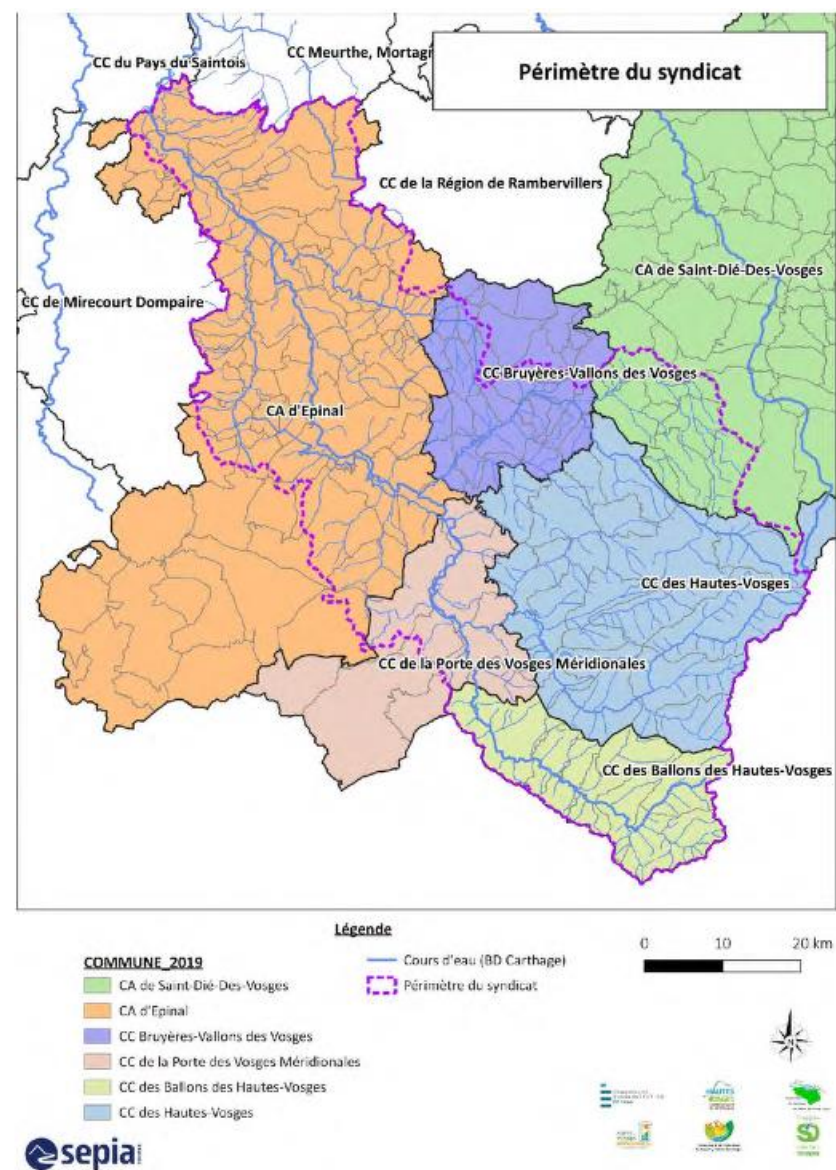 Périmètre du syndicat
CC du Pays du Saintois
CC Meurthe, Mortagn
CC de la Région de Rambervillers
CA de Saint-Dié-Des-Vosges
CC de Mirecourt Dompaire
CC Bruyères-Vallons des Vosges
CA d'Epinal
CC des Hautes-Vosges
CC de la Porte des Vosges Méridionales
CC des Ballons des Hautes-Vosges
Légende
COMMUNE_2019
CA de Saint-Dié-Des-Vosges
CA d'Epinal
CC Bruyères-Vallons des Vosges
CC de la Porte des Vosges Méridionales
CC des Ballons des Hautes-Vosges
CC des Hautes-Vosges
Cours d'eau (BD Carthage)
Périmètre du syndicat
0 10 20 km
N
HAUTES
VOSGES
sepia